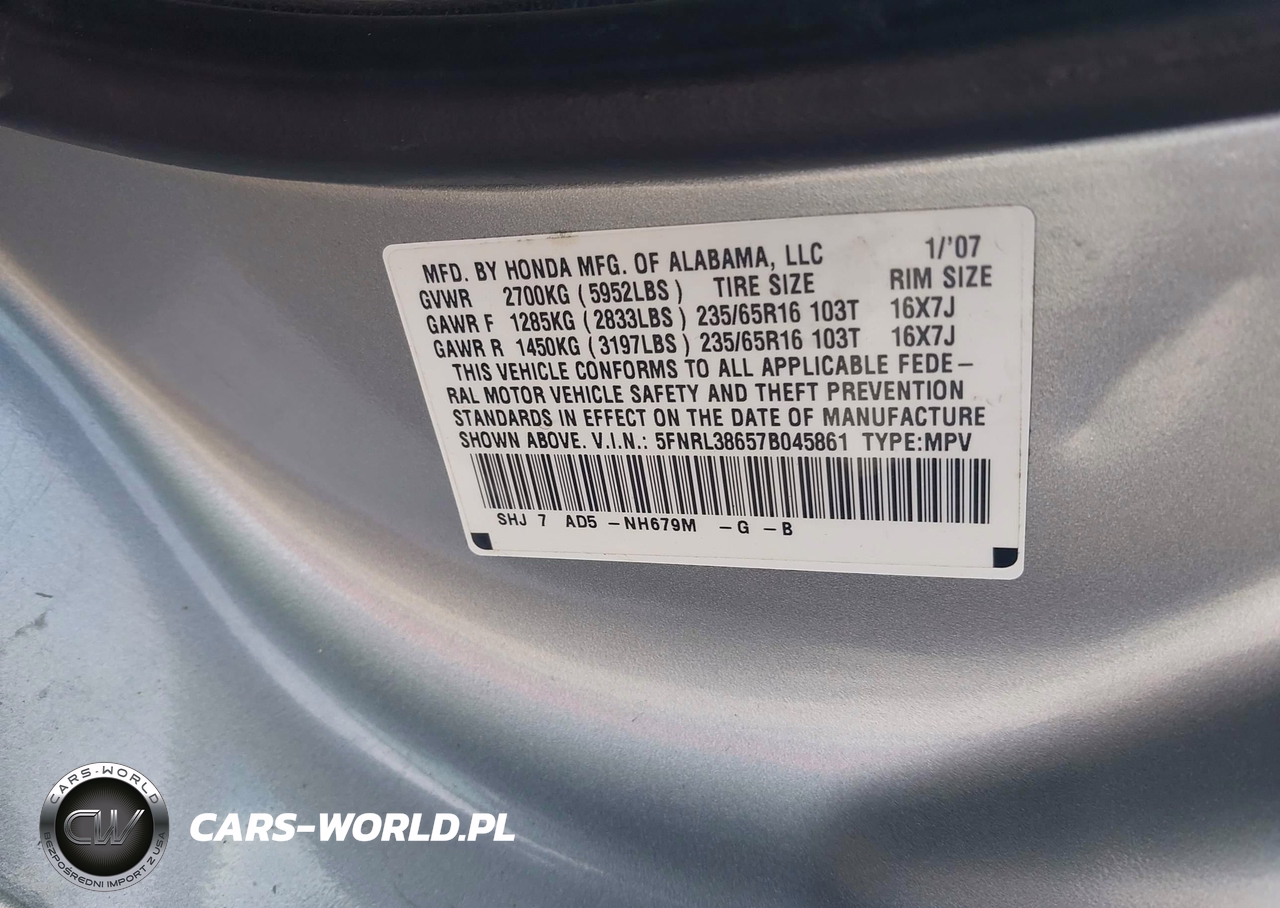 MFD. BY HONDA MFG. OF ALABAMA, LLC 1/'07
GVWR 2700KG (5952LBS) TIRE SIZE RIM SIZE
GAWR F 1285KG (2833LBS) 235/65R16 103T 16X7J
GAWR R 1450KG (3197LBS) 235/65R16 103T 16X7J
THIS VEHICLE CONFORMS TO ALL APPLICABLE FEDE-
RAL MOTOR VEHICLE SAFETY AND THEFT PREVENTION
STANDARDS IN EFFECT ON THE DATE OF MANUFACTURE
SHOWN ABOVE. V.I.N.: 5FNRL38657B045861 TYPE:MPV
SHJ 7 AD5 -NH679M -G -B
CARS-WORLD
CW
BEZPOŚREDNI IMPORT Z USA
CARS-WORLD.PL